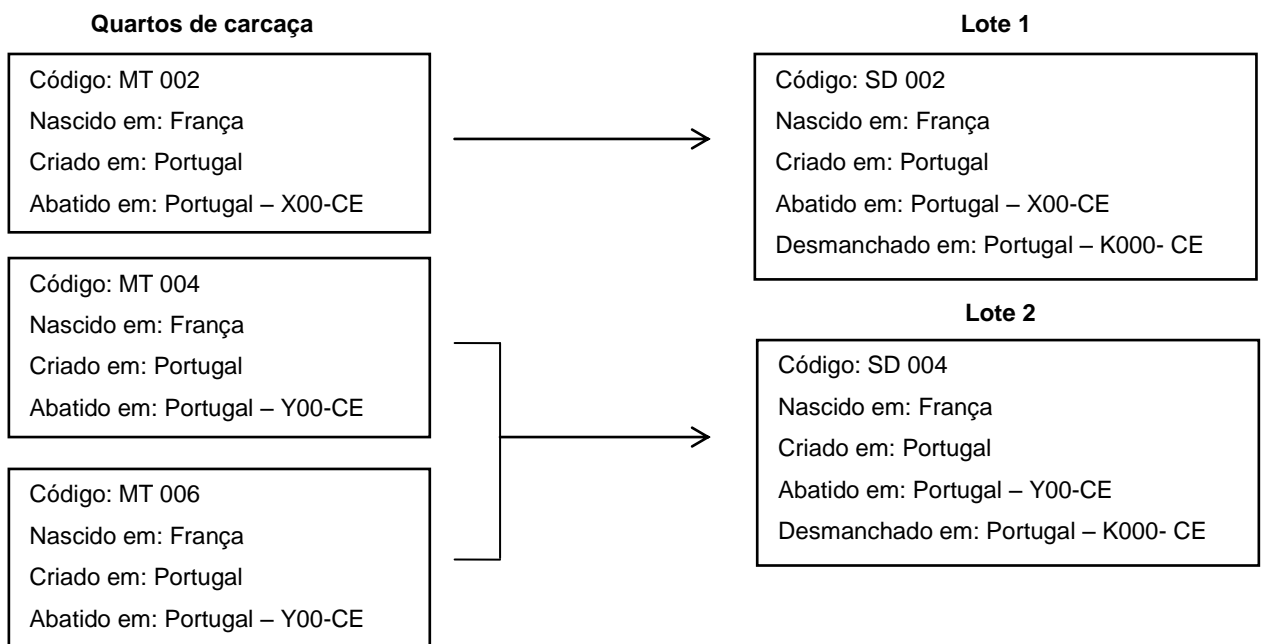 Quartos de carcaça
Código: MT 002
Nascido em: França
Criado em: Portugal
Abatido em: Portugal – X00-CE
Código: MT 004
Nascido em: França
Criado em: Portugal
Abatido em: Portugal – Y00-CE
Código: MT 006
Nascido em: França
Criado em: Portugal
Abatido em: Portugal – Y00-CE
Lote 1
Código: SD 002
Nascido em: França
Criado em: Portugal
Abatido em: Portugal – X00-CE
Desmanchado em: Portugal – K000- CE
Lote 2
Código: SD 004
Nascido em: França
Criado em: Portugal
Abatido em: Portugal – Y00-CE
Desmanchado em: Portugal – K000- CE